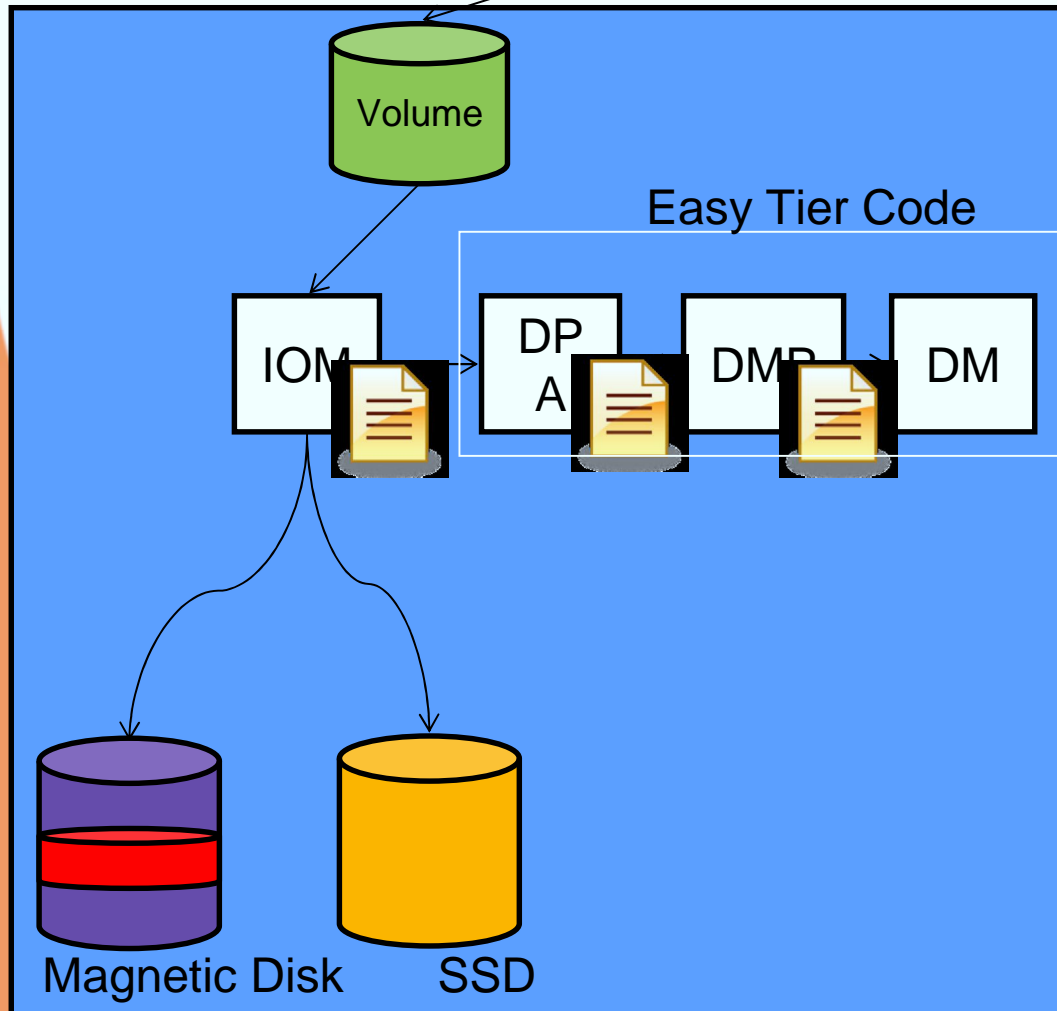 Volume
Easy Tier Code
IOM
DP
A
DMP
DM
Magnetic Disk
SSD